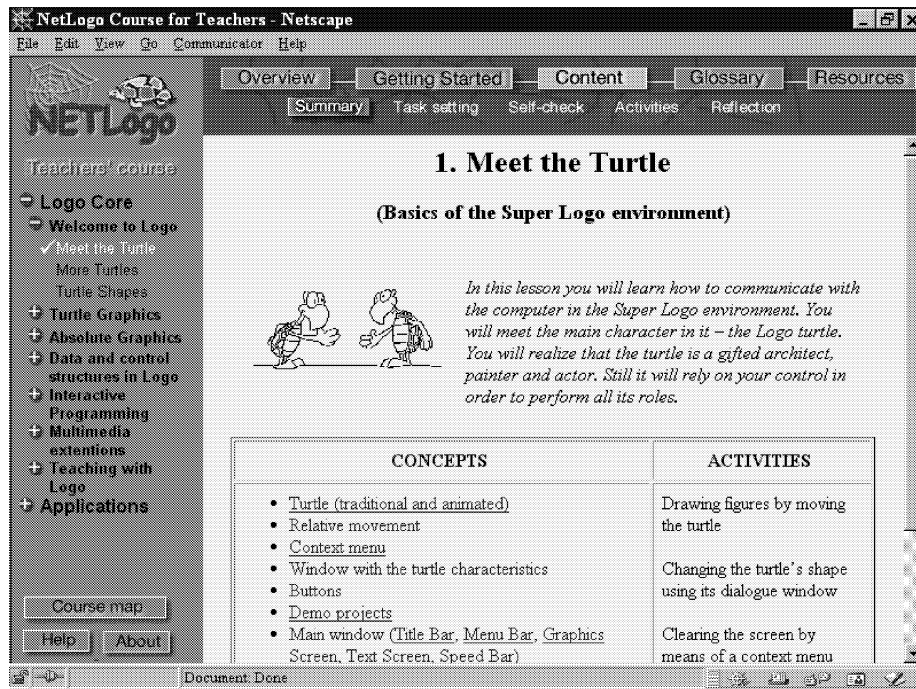 NetLogo Course for Teachers - Netscape
File Edit View Go Communicator Help
NETLogo
Teachers' course
Logo Core
Welcome to Logo
Meet the Turtle
More Turtles
Turtle Shapes
Turtle Graphics
Absolute Graphics
Data and control
structures in Logo
Interactive
Programming
Multimedia
extentions
Teaching with
Logo
Applications
Course map
Help About
Overview Getting Started Content Glossary Resources
Summary Task setting Self-check Activities Reflection
1. Meet the Turtle
(Basics of the Super Logo environment)
In this lesson you will learn how to communicate with
the computer in the Super Logo environment. You
will meet the main character in it – the Logo turtle.
You will realize that the turtle is a gifted architect,
painter and actor. Still it will rely on your control in
order to perform all its roles.
CONCEPTS
• Turtle (traditional and animated)
• Relative movement
• Context menu
• Window with the turtle characteristics
• Buttons
• Demo projects
• Main window (Title Bar, Menu Bar, Graphics
Screen, Text Screen, Speed Bar)
ACTIVITIES
Drawing figures by moving
the turtle
Changing the turtle's shape
using its dialogue window
Clearing the screen by
means of a context menu
Document: Done